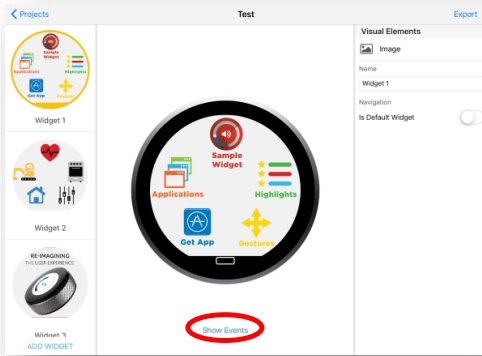 Projects
Test
Export
Sample
Widget
Applications
Highlights
Get App
Gestures
Widget 1
Widget 2
RE-IMAGINING
THE USER EXPERIENCE
Widget 3
ADD WIDGET
Sample
Widget
Applications
Highlights
Get App
Gestures
Show Events
Visual Elements
Image
Name
Widget 1
Navigation
Is Default Widget